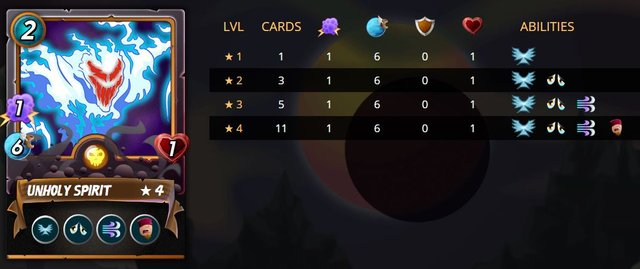 2
1
6
1
UNHOLY SPIRIT ★ 4
LVL CARDS ABILITIES
★ 1 1 1 6 0 1
★ 2 3 1 6 0 1
★ 3 5 1 6 0 1
★ 4 11 1 6 0 1